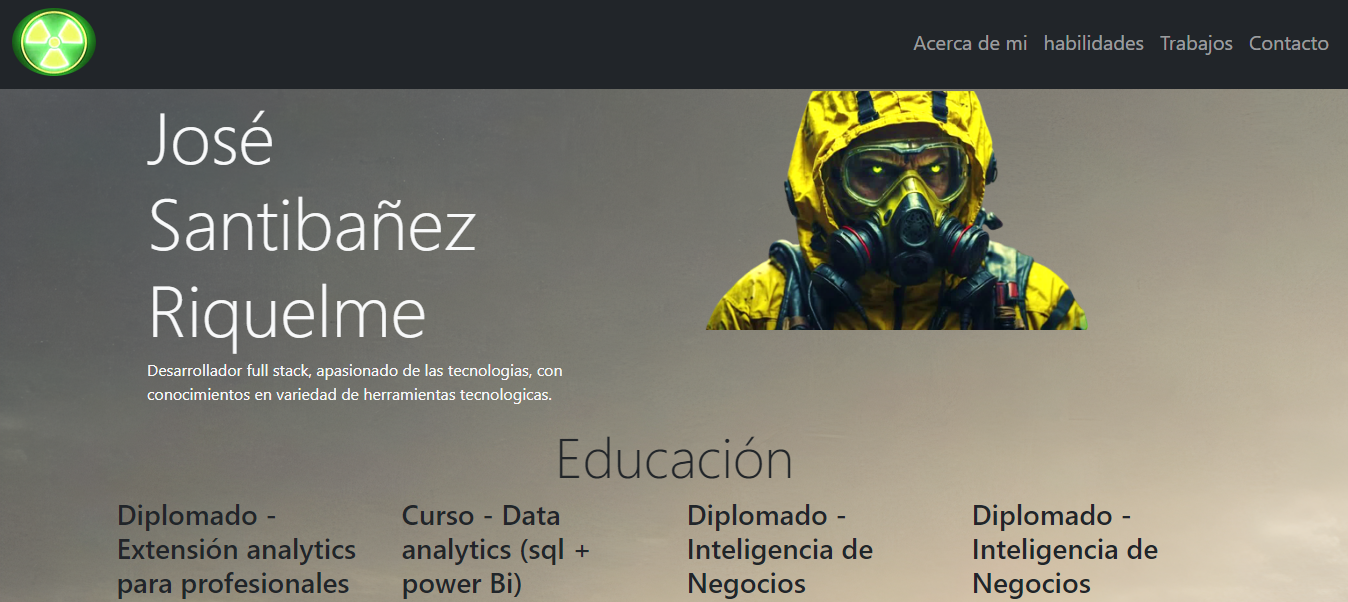 Acerca de mi habilidades Trabajos Contacto
José
Santibañez
Riquelme
Desarrollador full stack, apasionado de las tecnologias, con
conocimientos en variedad de herramientas tecnologicas.
Educación
Diplomado -
Extensión analytics
para profesionales
Curso - Data
analytics (sql +
power Bi)
Diplomado -
Inteligencia de
Negocios
Diplomado -
Inteligencia de
Negocios